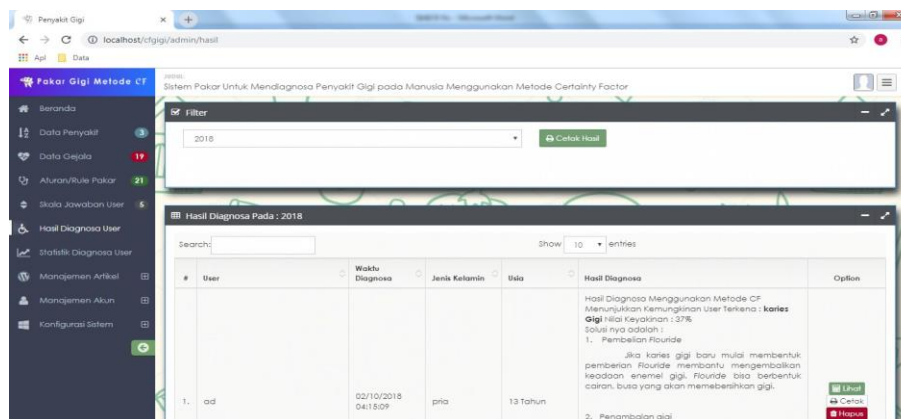 Penyakit Gigi
localhost/cfgigi/admin/hasil
Apl Data
Pakar Gigi Metode CF
Sistem Pakar Untuk Mendiagnosa Penyakit Gigi pada Manusia Menggunakan Metode Certainty Factor
Beranda
Data Penyakit 3
Data Gejala 19
Aturan/Rule Pakar 21
Skala Jawaban User 5
Hasil Diagnosa User
Statistik Diagnosa User
Manajemen Artikel
Manajemen Akun
Konfigurasi Sistem
Filter
2018
Cetak Hasil
Hasil Diagnosa Pada : 2018
Search:
Show 10 entries
# User Waktu Diagnosa Jenis Kelamin Usia Hasil Diagnosa Option
1. ad 02/10/2018 04:15:09 pria 13 Tahun
Hasil Diagnosa Menggunakan Metode CF
Menunjukkan Kemungkinan User Terkena : karies
Gigi Nilai Keyakinan : 37%
Solusi nya adalah :
1. Pembelian Flouride
Jika karies gigi baru mulai membentuk
pemberian Flouride membantu mengembalikan
keadaan enemel gigi. Flouride bisa berbentuk
cairan, busa yang akan memebersihkan gigi.
2. Penambalan gigi
Lihat
Cetak
Hapus